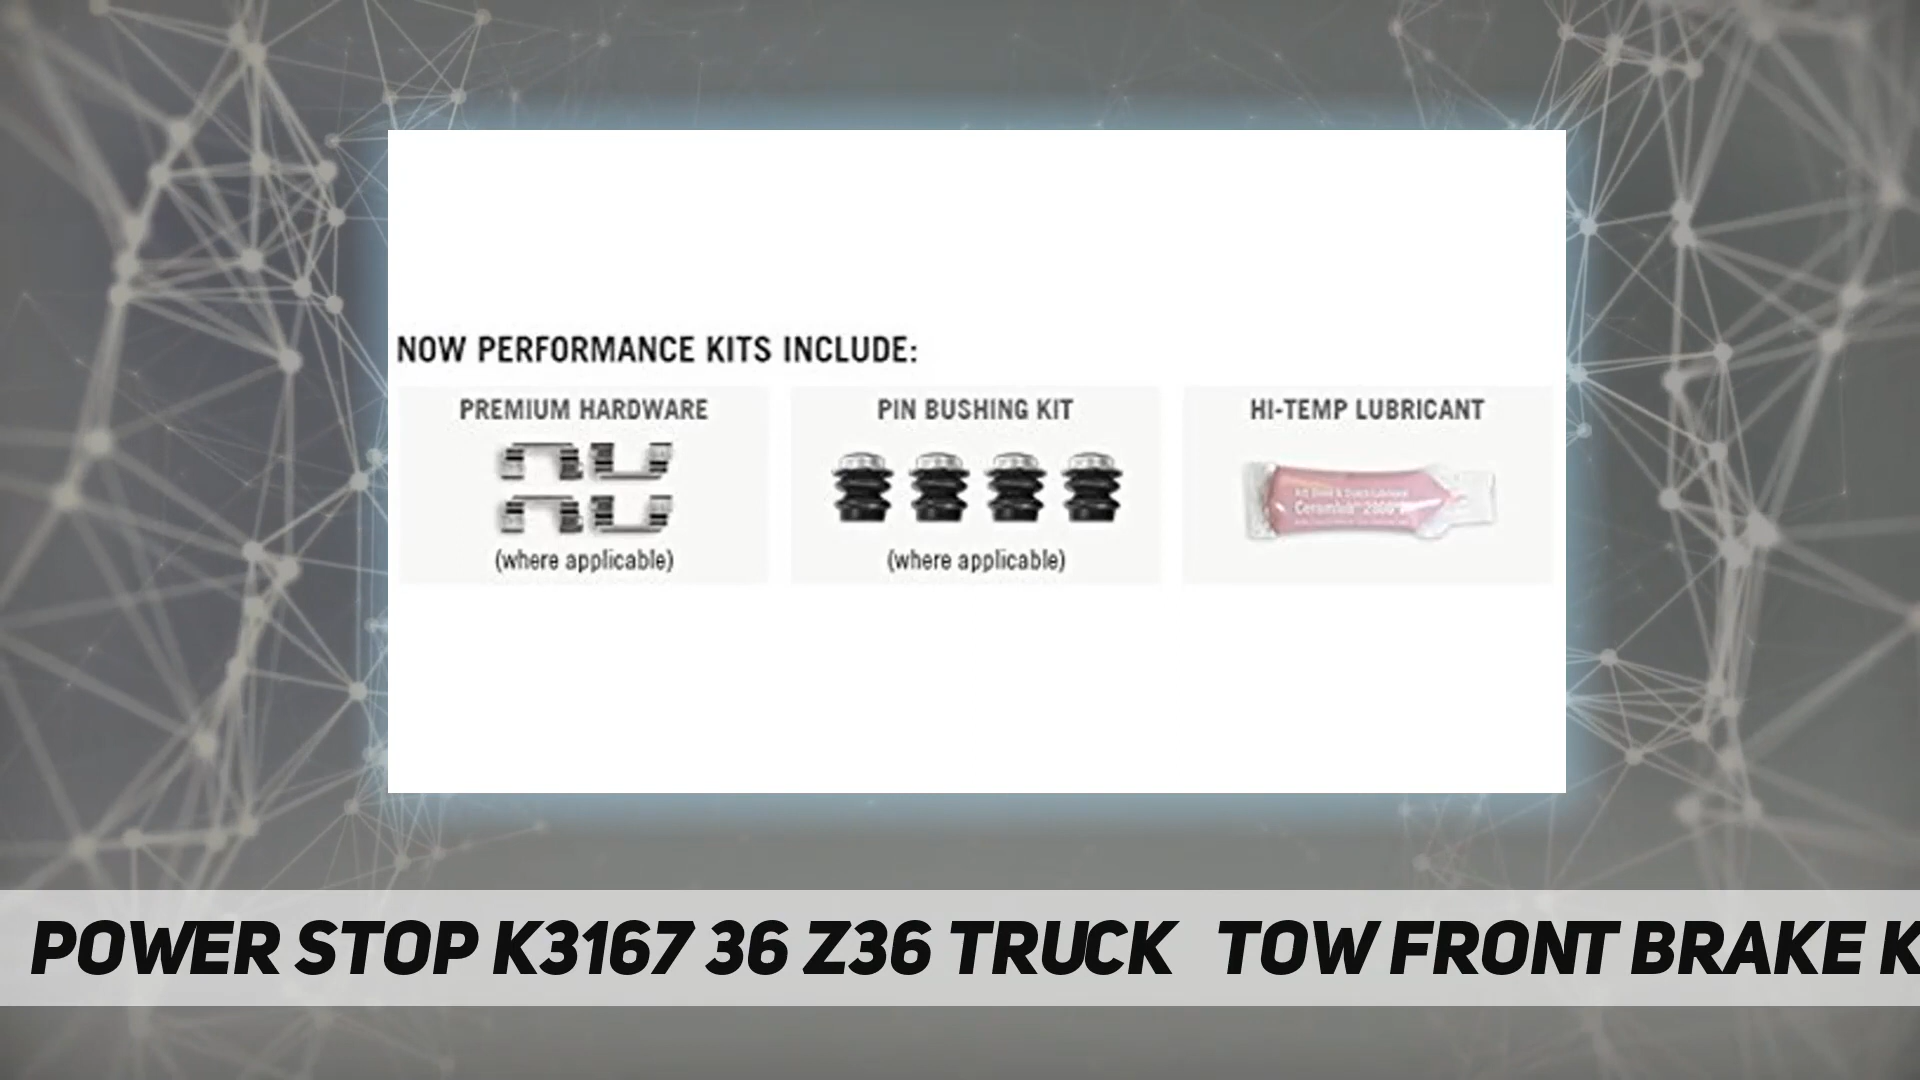 NOW PERFORMANCE KITS INCLUDE:
PREMIUM HARDWARE
(where applicable)
PIN BUSHING KIT
(where applicable)
HI-TEMP LUBRICANT
POWER STOP K3167 36 Z36 TRUCK TOW FRONT BRAKE K